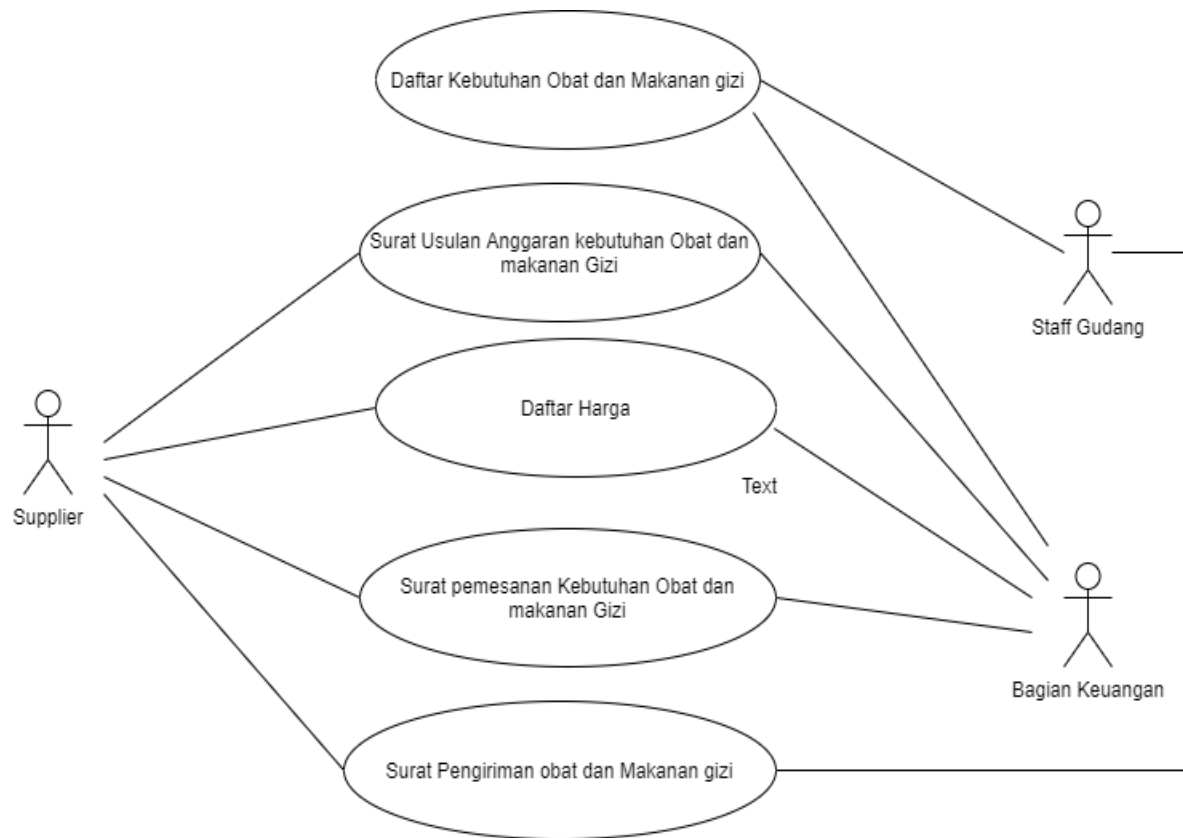 Daftar Kebutuhan Obat dan Makanan gizi
Surat Usulan Anggaran kebutuhan Obat dan
makanan Gizi
Staff Gudang
Daftar Harga
Text
Supplier
Surat pemesanan Kebutuhan Obat dan
makanan Gizi
Bagian Keuangan
Surat Pengiriman obat dan Makanan gizi